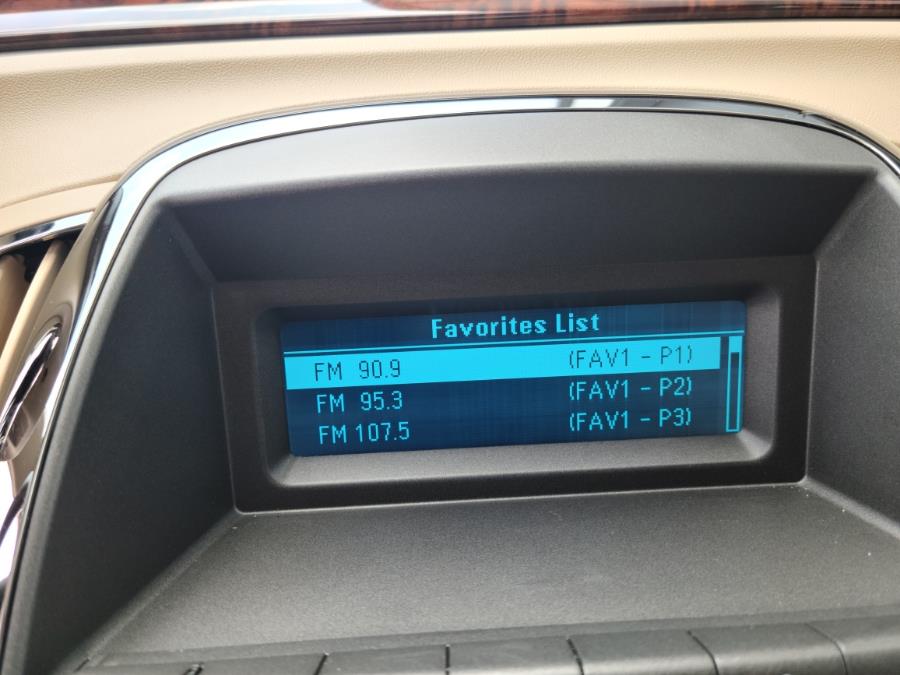 Favorites List
FM 90.9 (FAV1 - P1)
FM 95.3 (FAV1 - P2)
FM 107.5 (FAV1 - P3)